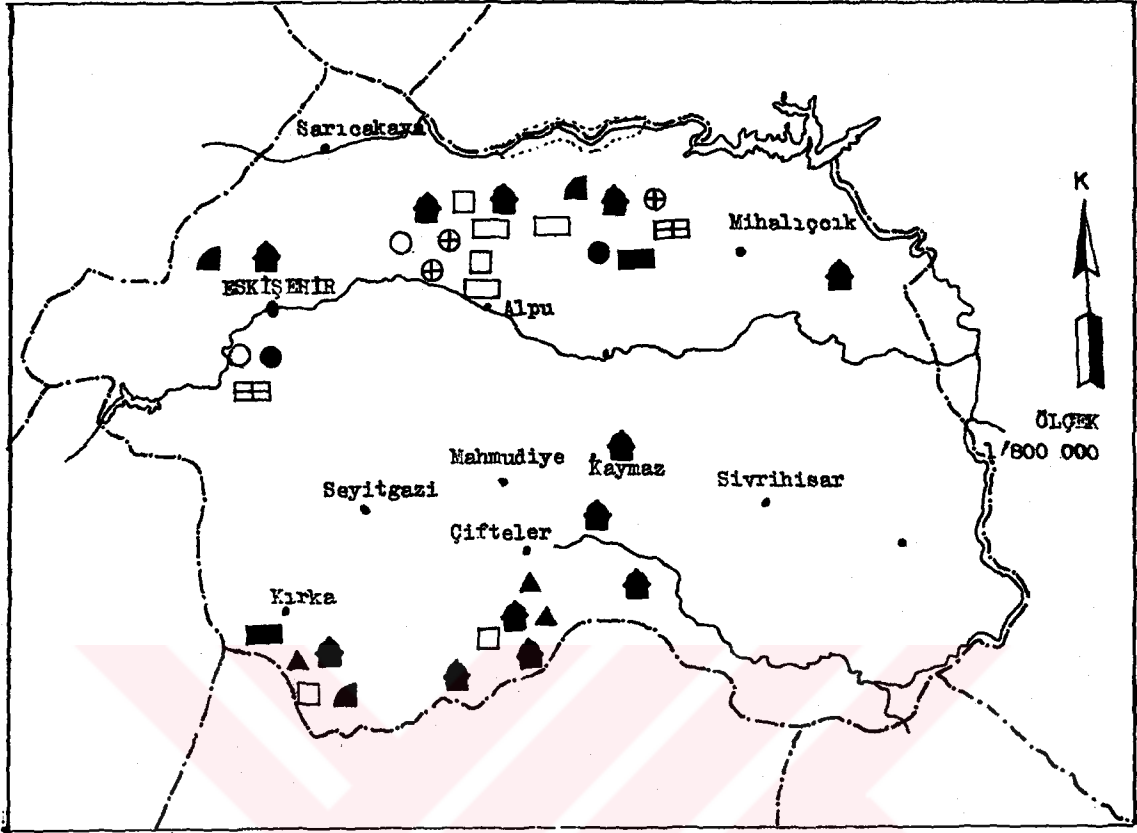 Sarıcakaya
K
Mihalıçcık
ESKİŞEHİR
Alpu
ÖLÇEK
1/800 000
Mahmudiye
Kaymaz
Sivrihisar
Seyitgazi
Çifteler
Kırka